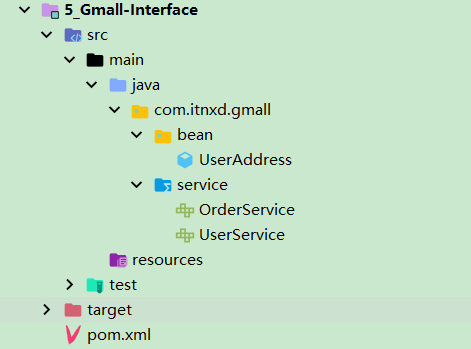 5_Gmall-Interface
src
main
java
com.itnxd.gmall
bean
UserAddress
service
OrderService
UserService
resources
test
target
pom.xml